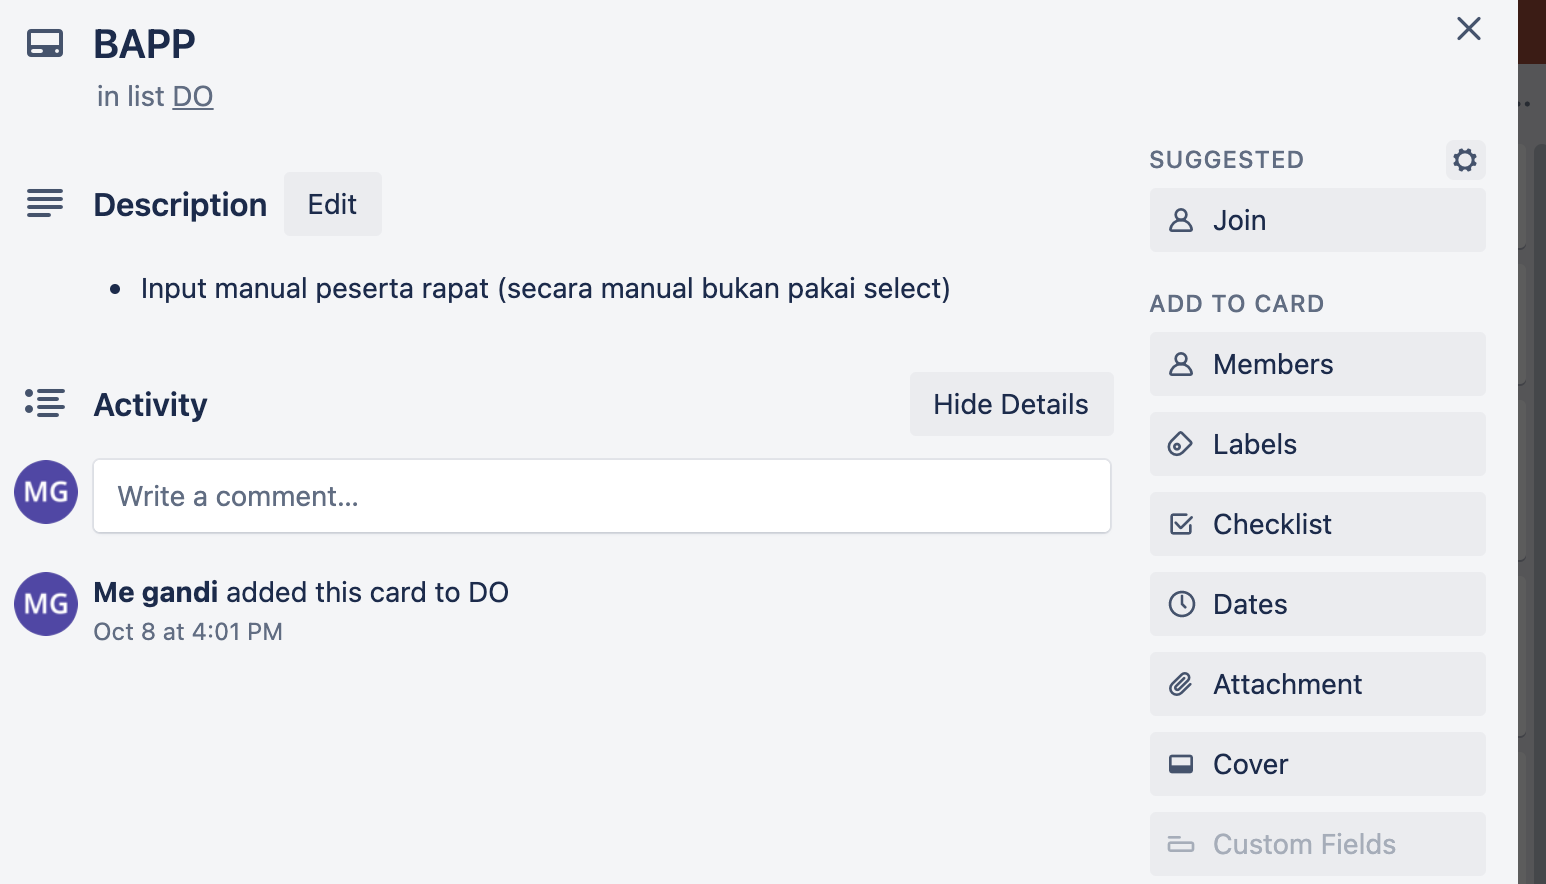 BAPP
in list DO
Description
Edit
• Input manual peserta rapat (secara manual bukan pakai select)
Activity
Hide Details
MG
Write a comment...
MG
Me gandi added this card to DO
Oct 8 at 4:01 PM
SUGGESTED
Join
ADD TO CARD
Members
Labels
Checklist
Dates
Attachment
Cover
Custom Fields